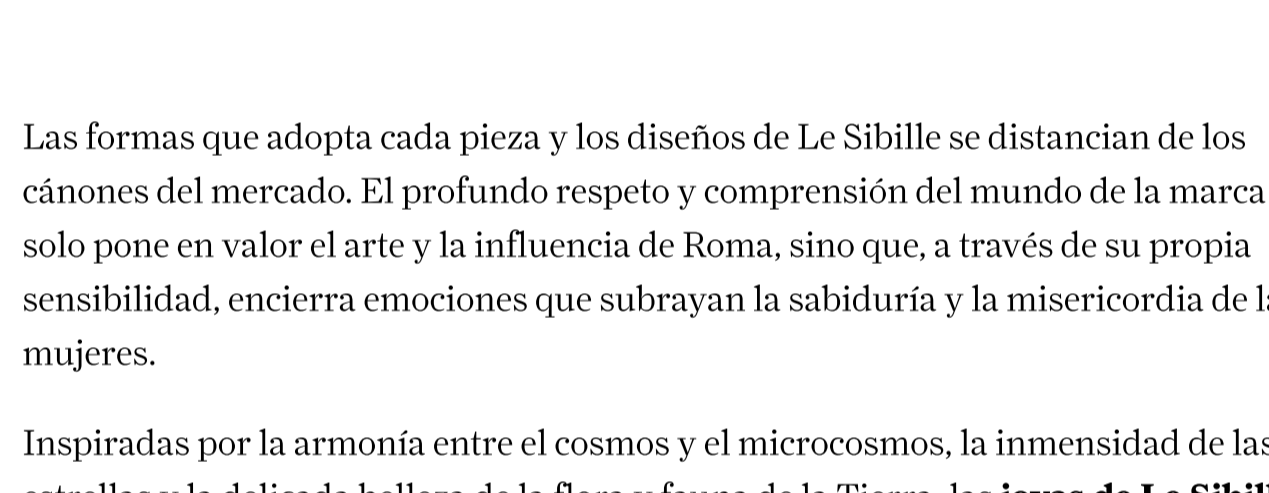 Las formas que adopta cada pieza y los diseños de Le Sibille se distancian de los
cánones del mercado. El profundo respeto y comprensión del mundo de la marca
solo pone en valor el arte y la influencia de Roma, sino que, a través de su propia
sensibilidad, encierra emociones que subrayan la sabiduría y la misericordia de
mujeres.
Inspiradas por la armonía entre el cosmos y el microcosmos, la inmensidad de las